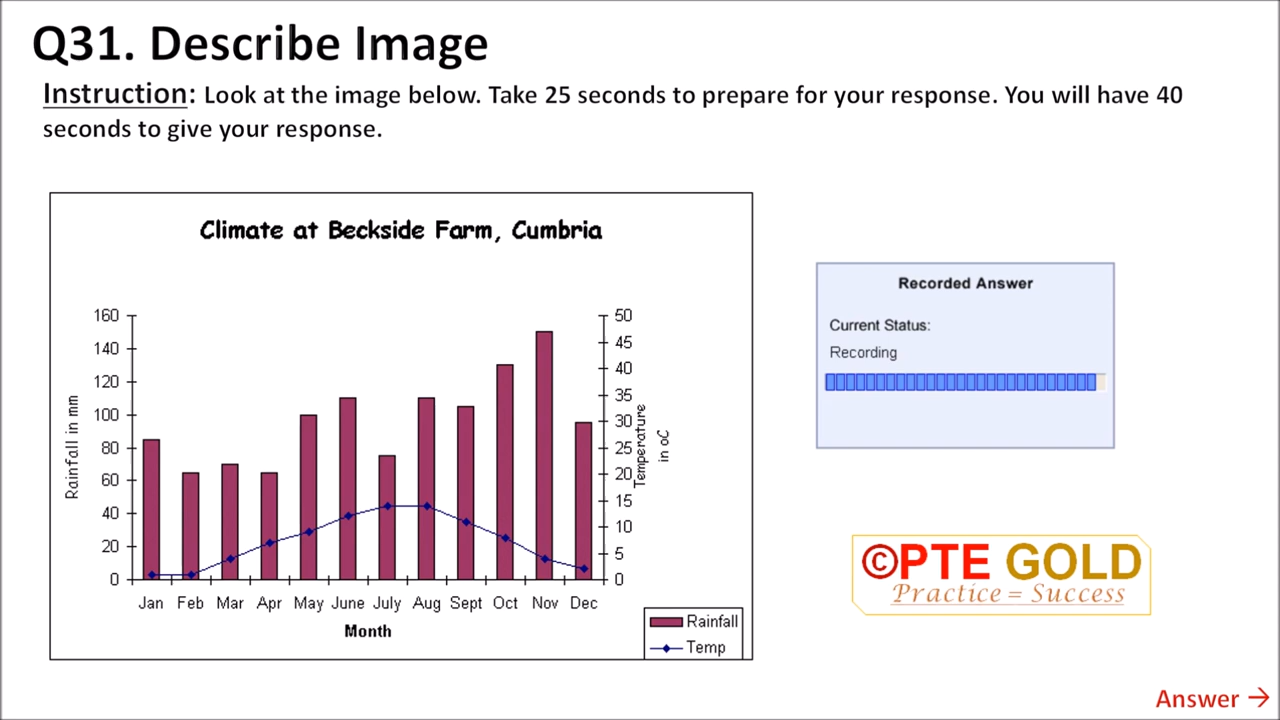 Q31. Describe Image
Instruction: Look at the image below. Take 25 seconds to prepare for your response. You will have 40
seconds to give your response.
Climate at Beckside Farm, Cumbria
160
140
120
100
80
60
40
20
0
Rainfall in mm
50
45
40
35
30
25
20
15
10
5
0
Temperature
in oC
Jan Feb Mar Apr May June July Aug Sept Oct Nov Dec
Month
Rainfall
Temp
Recorded Answer
Current Status:
Recording
©PTE GOLD
Practice = Success
Answer →